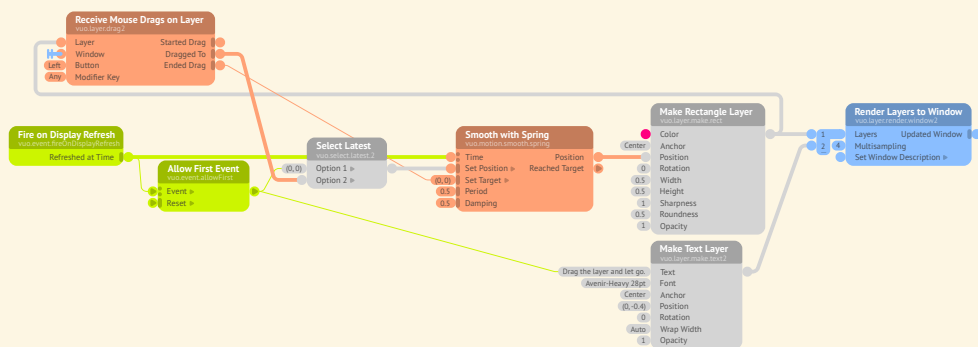 Receive Mouse Drags on Layer
vuo.layer.drag2
Layer Started Drag
Window Dragged To
Left Button Ended Drag
Any Modifier Key
Fire on Display Refresh
vuo.event.fireOnDisplayRefresh
Refreshed at Time
Allow First Event
vuo.event.allowFirst
Event
Reset
Select Latest
vuo.select.latest.2
(0, 0) Option 1
Option 2
Smooth with Spring
vuo.motion.smooth.spring
Time Position
Set Position Reached Target
(0, 0) Set Target
0.5 Period
0.5 Damping
Make Rectangle Layer
vuo.layer.make.rect
Color
Center Anchor
Position
0 Rotation
0.5 Width
0.5 Height
1 Sharpness
0.5 Roundness
1 Opacity
Make Text Layer
vuo.layer.make.text2
Drag the layer and let go. Text
Avenir-Heavy 28pt Font
Center Anchor
(0, -0.4) Position
0 Rotation
Auto Wrap Width
1 Opacity
Render Layers to Window
vuo.layer.render.window2
1 Layers Updated Window
2 4 Multisampling
Set Window Description